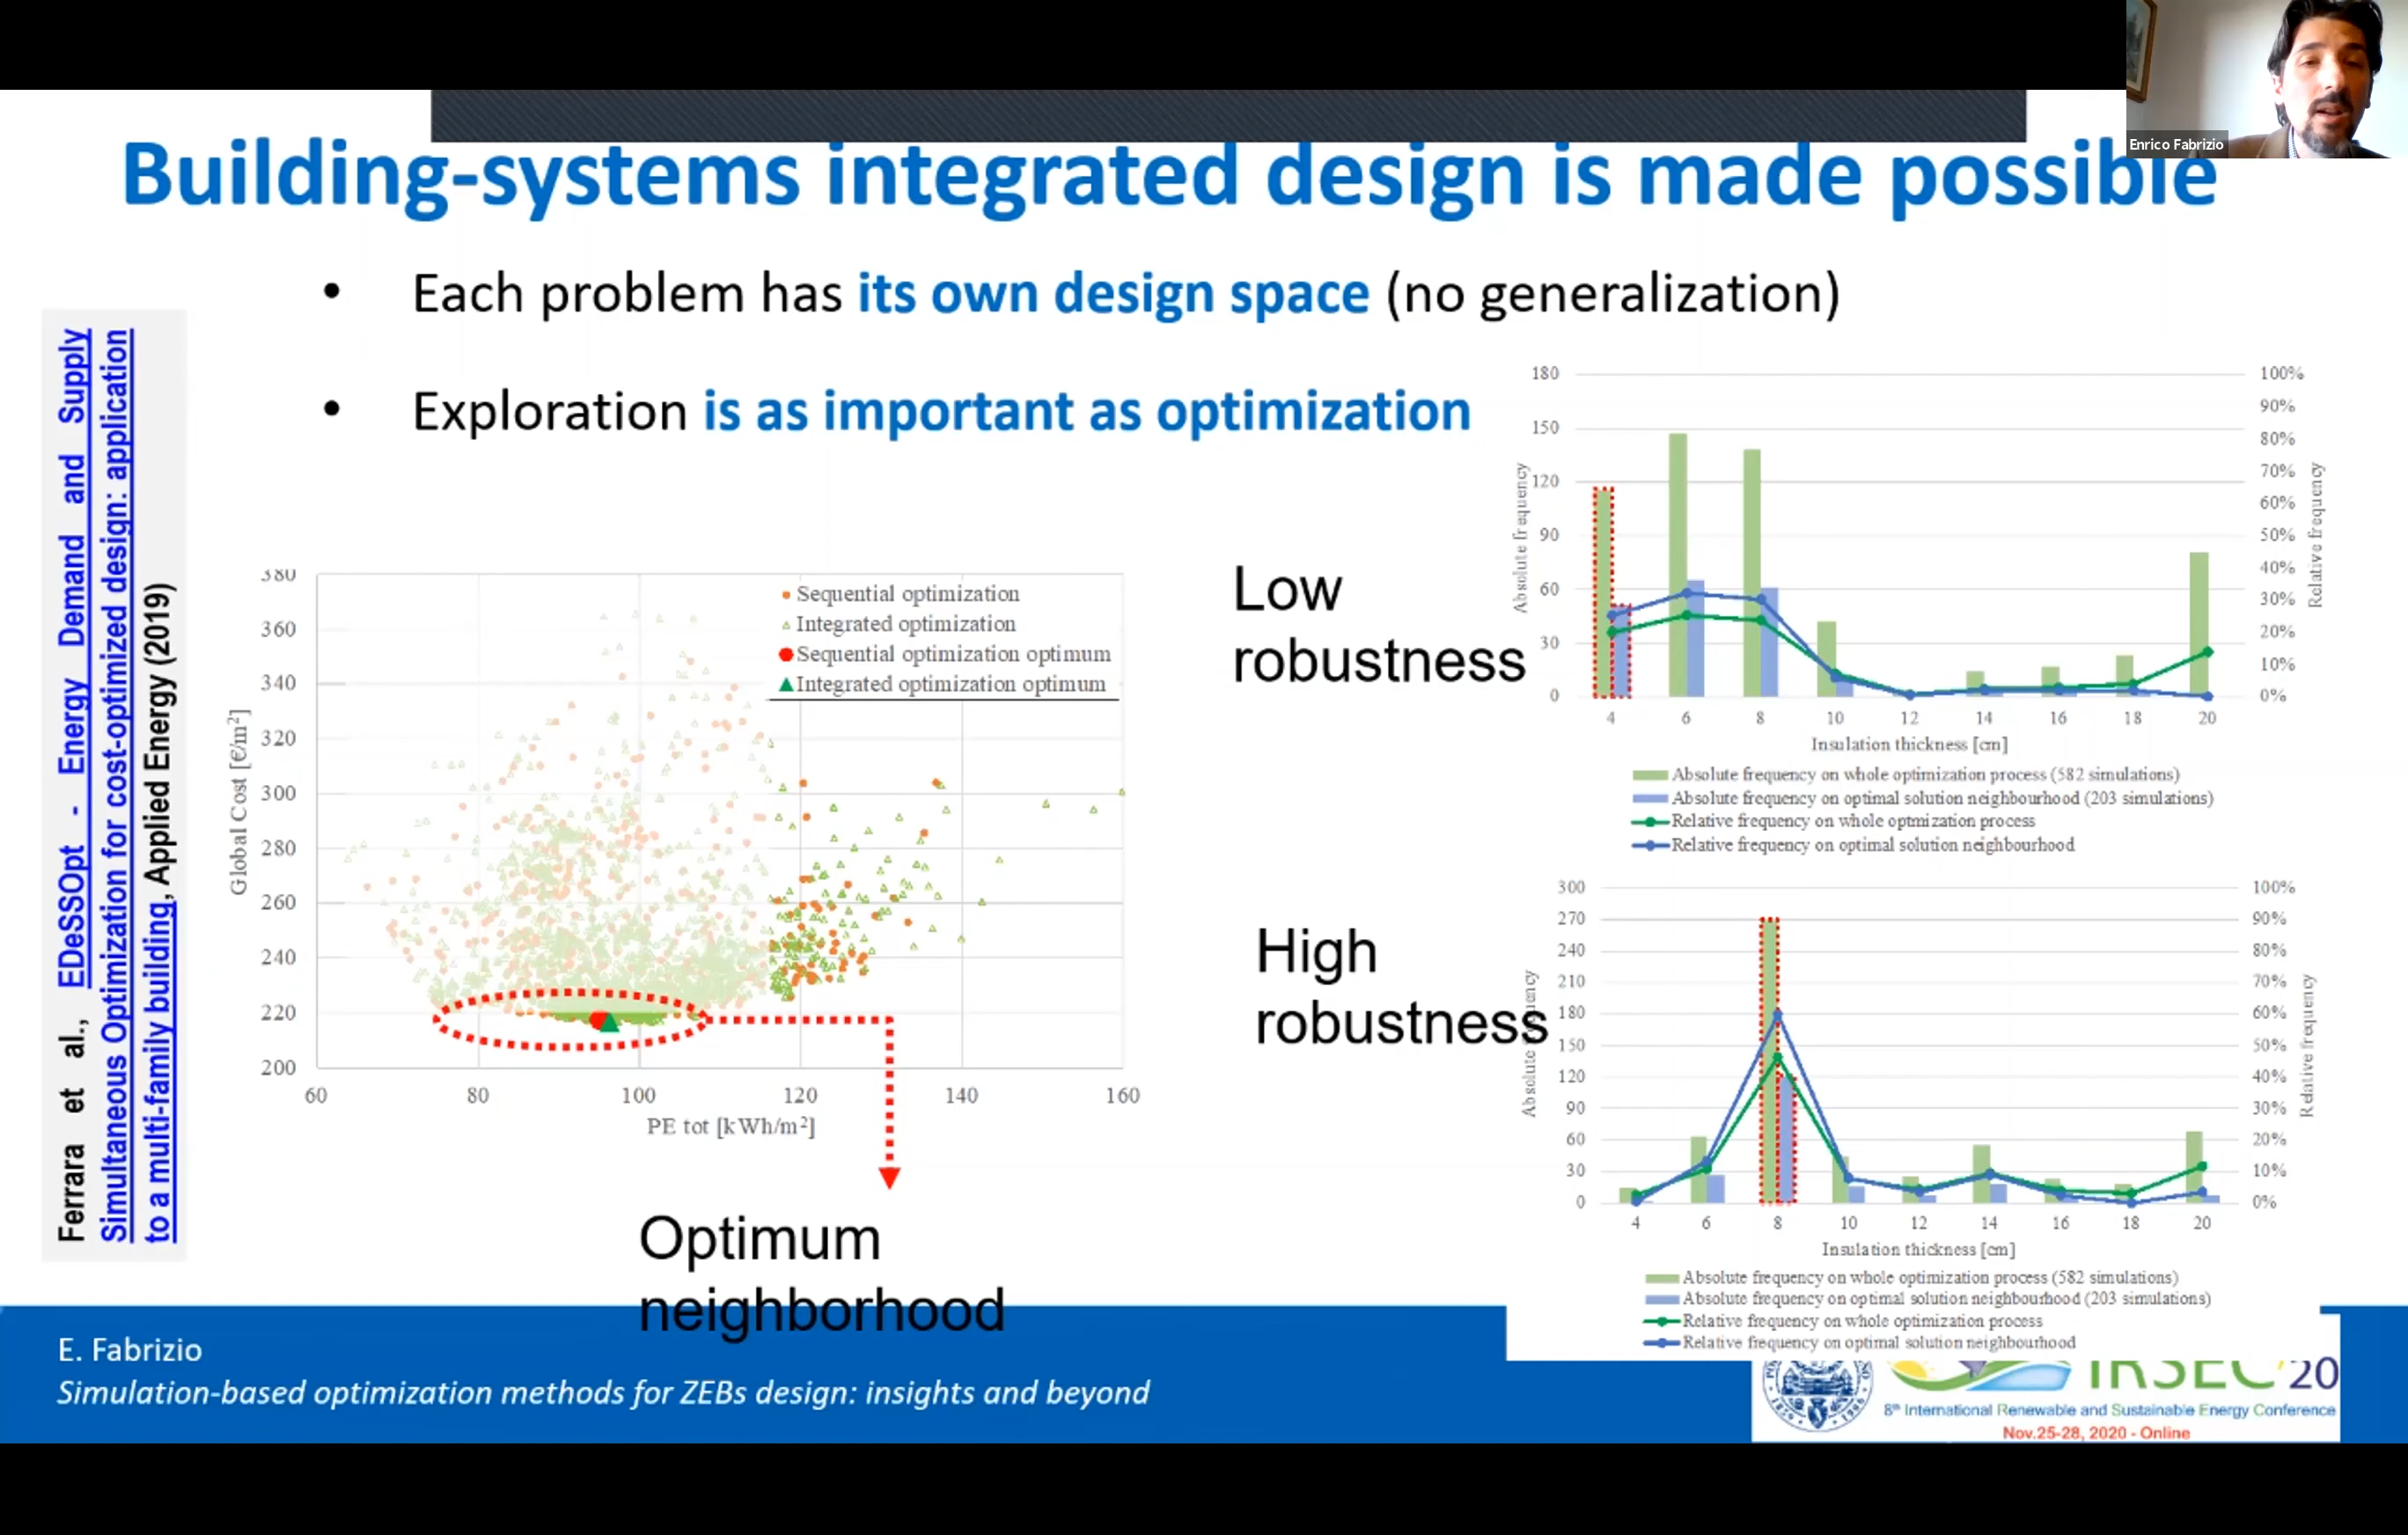 Enrico Fabrizio
Building-systems integrated design is made possible
• Each problem has its own design space (no generalization)
• Exploration is as important as optimization
Ferrara et al., EDeSSOpt - Energy Demand and Supply
Simultaneous Optimization for cost-optimized design: application
to a multi-family building, Applied Energy (2019)
380
360
340
320
300
280
260
240
220
200
Global Cost [€/m²]
60 80 100 120 140 160
PE tot [kWh/m²]
Sequential optimization
Integrated optimization
Sequential optimization optimum
Integrated optimization optimum
Optimum
neighborhood
Low
robustness
180
150
120
90
60
30
0
Absolute frequency
100%
90%
80%
70%
60%
50%
40%
30%
20%
10%
0%
Relative frequency
4 6 8 10 12 14 16 18 20
Insulation thickness [cm]
Absolute frequency on whole optimization process (582 simulations)
Absolute frequency on optimal solution neighbourhood (203 simulations)
Relative frequency on whole optmization process
Relative frequency on optimal solution neighbourhood
High
robustness
300
270
240
210
180
150
120
90
60
30
0
Absolute frequency
100%
90%
80%
70%
60%
50%
40%
30%
20%
10%
0%
Relative frequency
4 6 8 10 12 14 16 18 20
Insulation thickness [cm]
Absolute frequency on whole optimization process (582 simulations)
Absolute frequency on optimal solution neighbourhood (203 simulations)
Relative frequency on whole optimization process
Relative frequency on optimal solution neighbourhood
E. Fabrizio
Simulation-based optimization methods for ZEBs design: insights and beyond
IRSEC'20
8th International Renewable and Sustainable Energy Conference
Nov.25-28, 2020 - Online